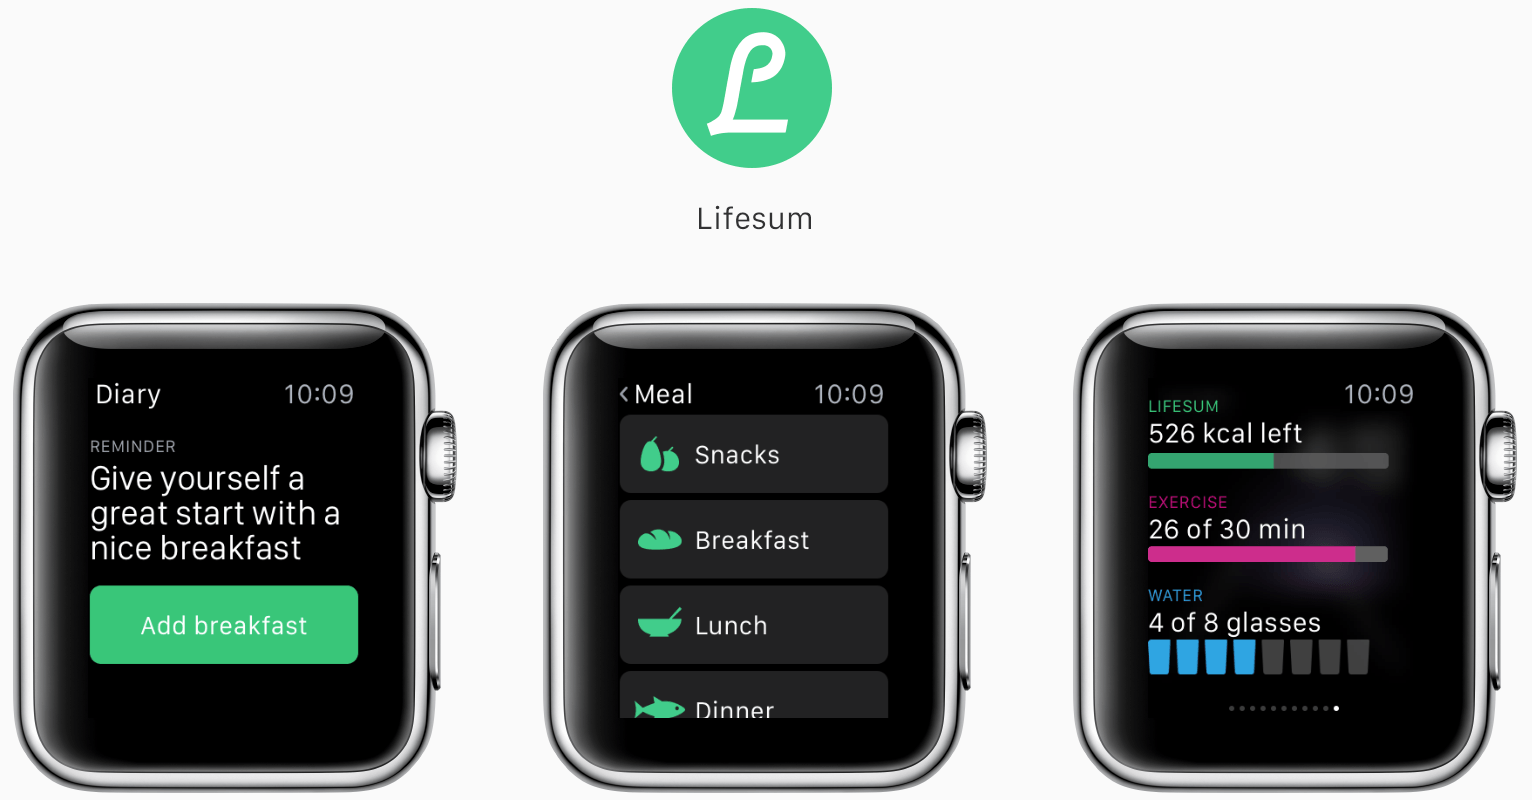 Lifesum
Diary 10:09
REMINDER
Give yourself a
great start with a
nice breakfast
Add breakfast
< Meal 10:09
Snacks
Breakfast
Lunch
Dinner
10:09
LIFESUM
526 kcal left
EXERCISE
26 of 30 min
WATER
4 of 8 glasses